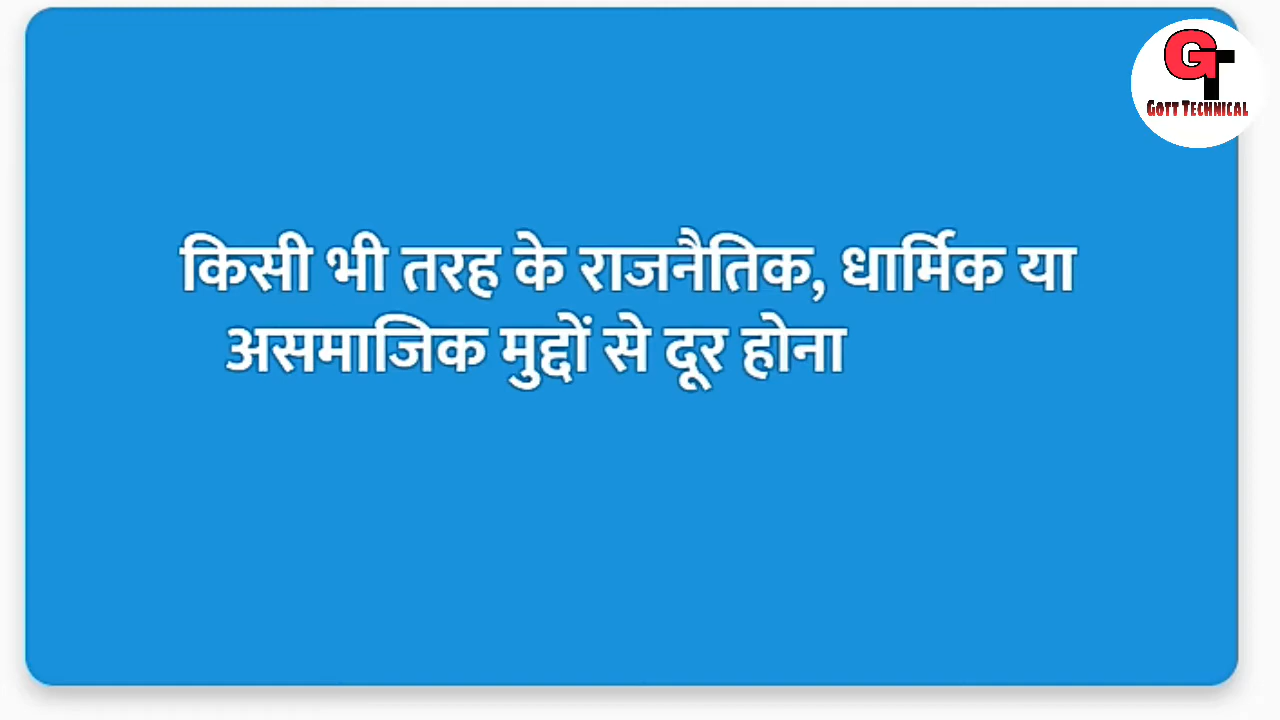 GT
GOTT TECHNICAL
किसी भी तरह के राजनैतिक, धार्मिक या
असमाजिक मुद्दों से दूर होना